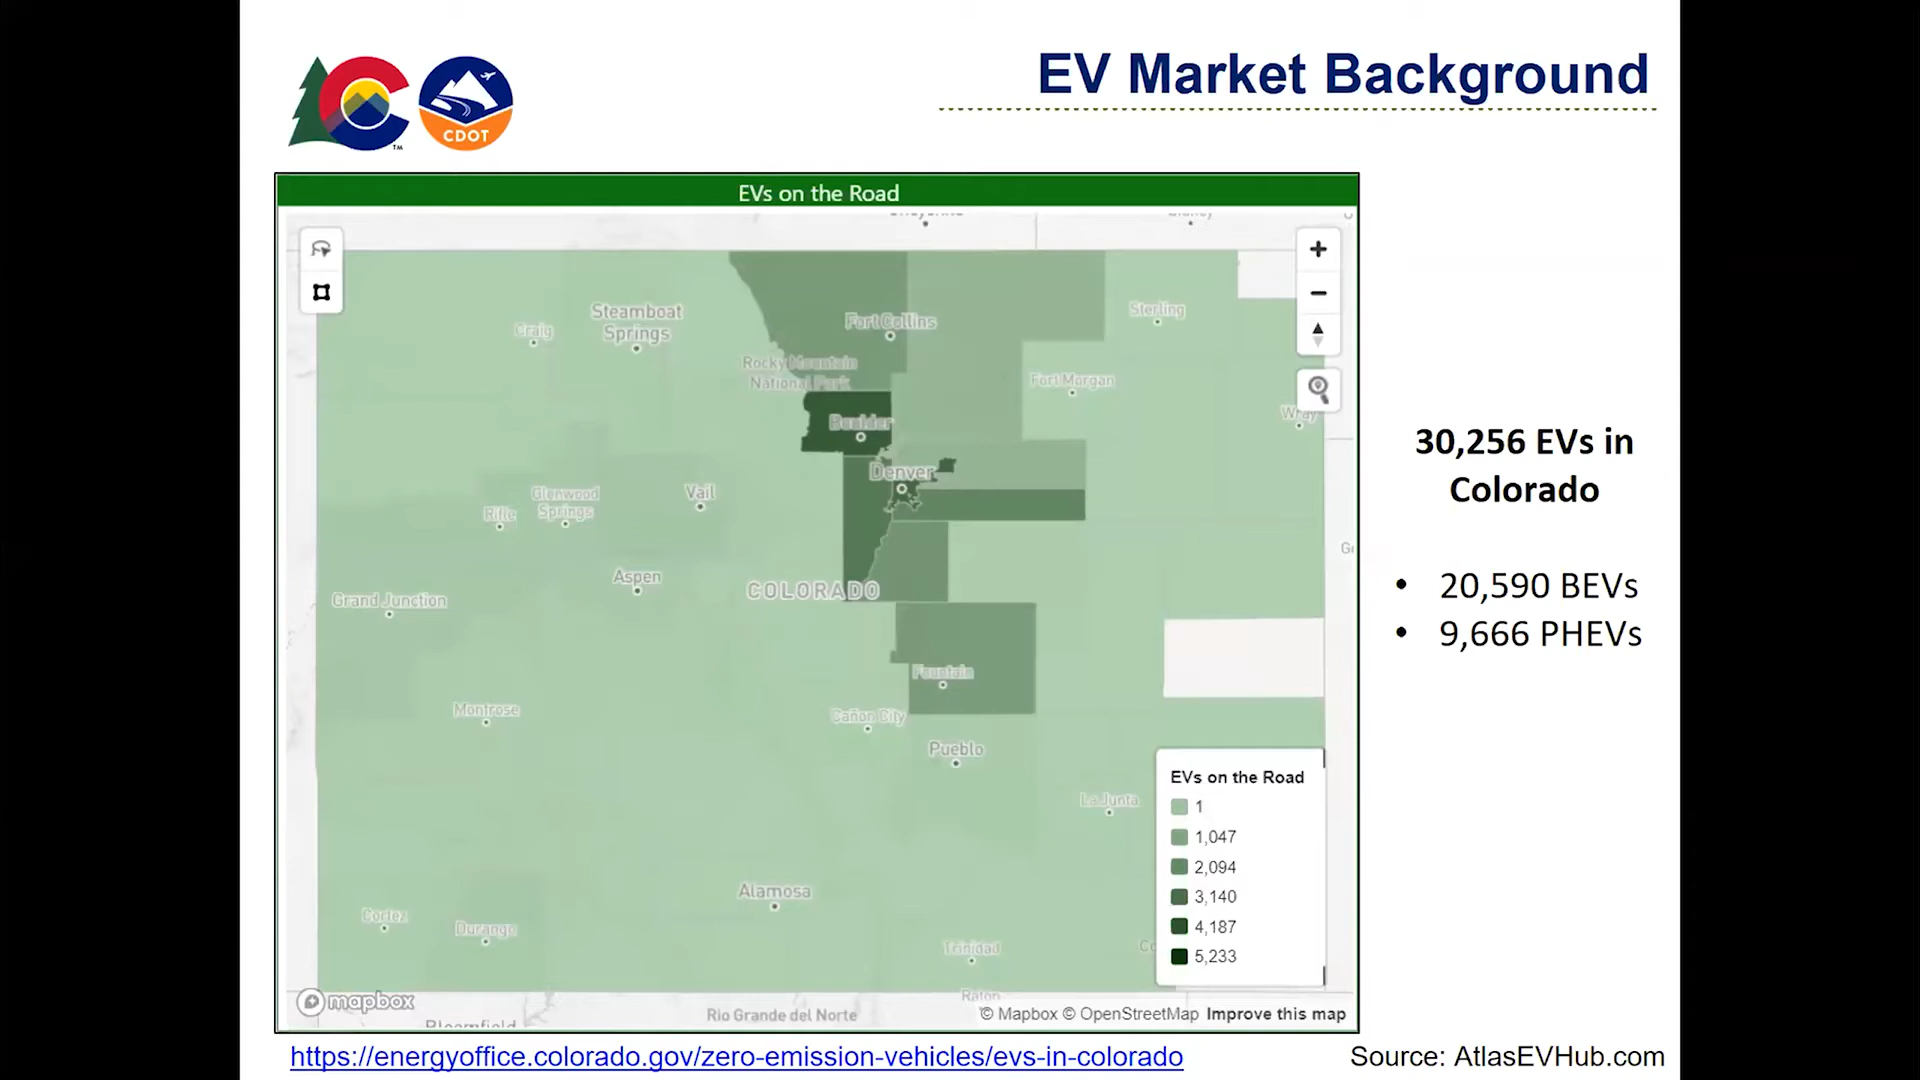 EV Market Background
CDOT
TM
EVs on the Road
Steamboat
Springs
Craig
Fort Collins
Sterling
Rocky Mountain
National Park
Fort Morgan
Wray
Boulder
Denver
Glenwood
Springs
Rifle
Vail
Aspen
COLORADO
Grand Junction
Fountain
Montrose
Cañon City
Pueblo
La Junta
Alamosa
Cortez
Durango
Trinidad
Raton
Rio Grande del Norte
Bloomfield
mapbox
EVs on the Road
1
1,047
2,094
3,140
4,187
5,233
© Mapbox © OpenStreetMap Improve this map
30,256 EVs in
Colorado
• 20,590 BEVs
• 9,666 PHEVs
https://energyoffice.colorado.gov/zero-emission-vehicles/evs-in-colorado
Source: AtlasEVHub.com